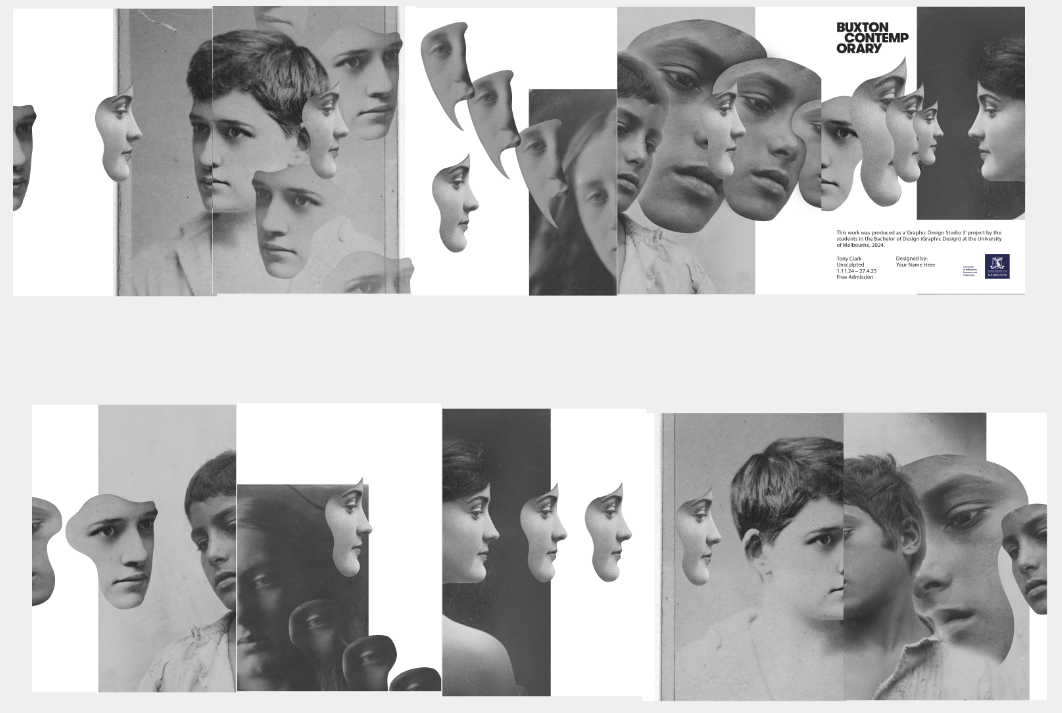 BUXTON
CONTEMP
ORARY
This work was produced as a 'Graphic Design Studio 3' project by the
students in the Bachelor of Design (Graphic Design) at the University
of Melbourne, 2024.
Tony Clark
Unsculpted
1.11.24 – 27.4.25
Free Admission
Designed by:
Your Name Here